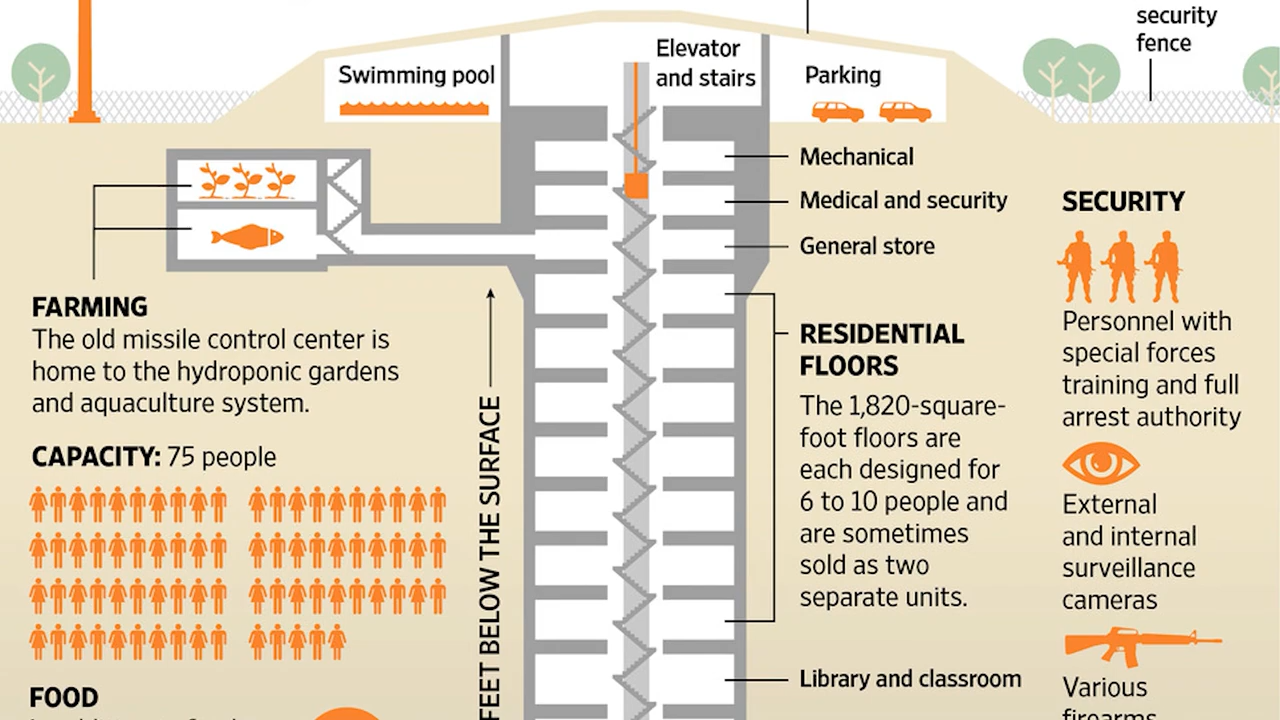 security
fence
Elevator
and stairs
Swimming pool
Parking
Mechanical
Medical and security
General store
FARMING
The old missile control center is
home to the hydroponic gardens
and aquaculture system.
CAPACITY: 75 people
FOOD
FEET BELOW THE SURFACE
RESIDENTIAL
FLOORS
The 1,820-square-
foot floors are
each designed for
6 to 10 people and
are sometimes
sold as two
separate units.
Library and classroom
SECURITY
Personnel with
special forces
training and full
arrest authority
External
and internal
surveillance
cameras
Various
firearms